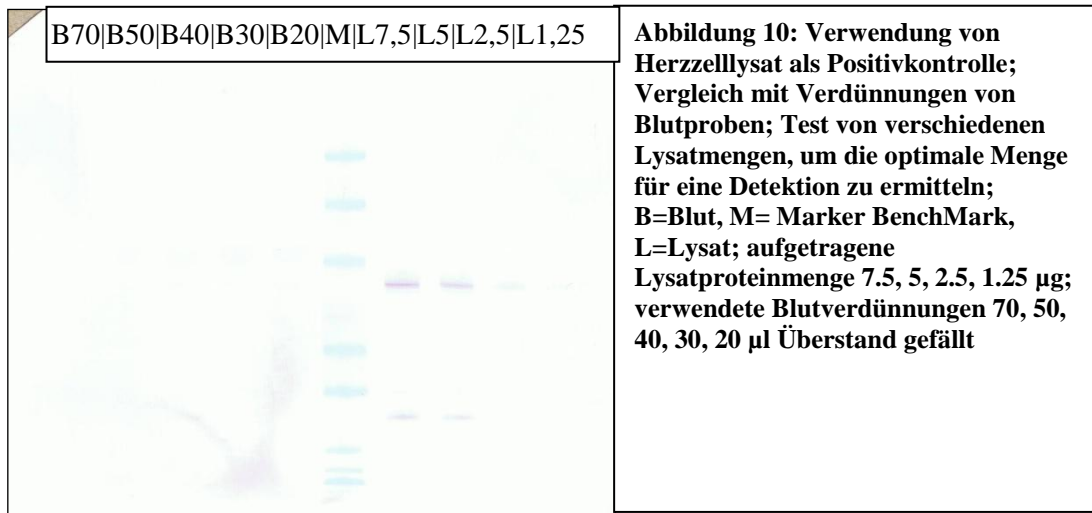 B70|B50|B40|B30|B20|M|L7,5|L5|L2,5|L1,25
Abbildung 10: Verwendung von
Herzzelllysat als Positivkontrolle;
Vergleich mit Verdünnungen von
Blutproben; Test von verschiedenen
Lysatmengen, um die optimale Menge
für eine Detektion zu ermitteln;
B=Blut, M= Marker BenchMark,
L=Lysat; aufgetragene
Lysatproteinmenge 7.5, 5, 2.5, 1.25 µg;
verwendete Blutverdünnungen 70, 50,
40, 30, 20 µl Überstand gefällt